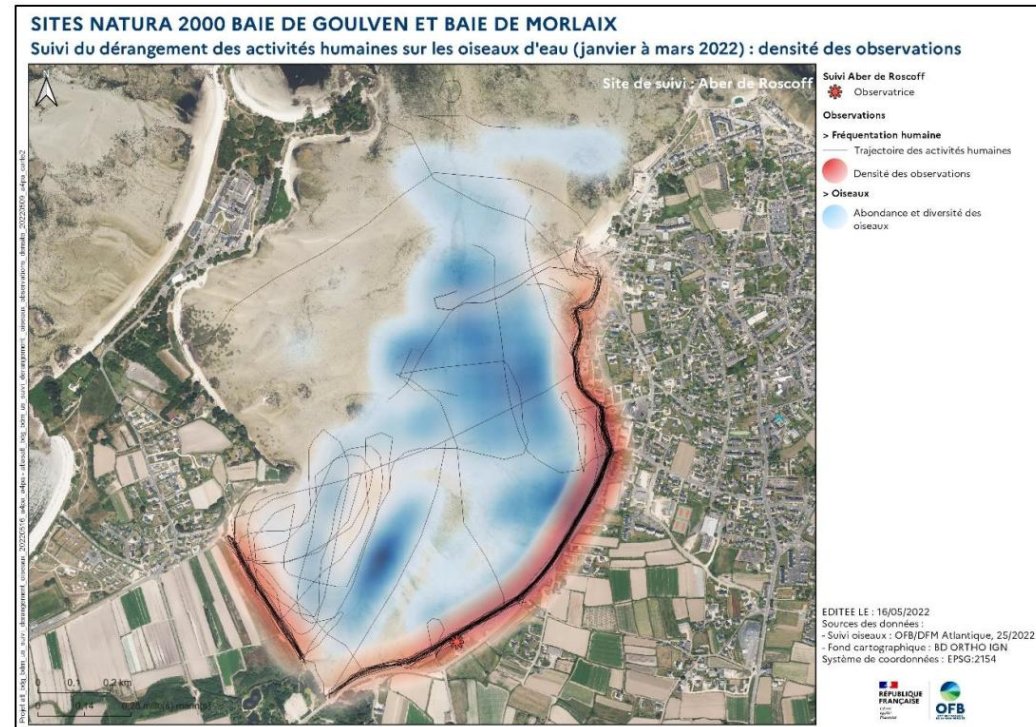 SITES NATURA 2000 BAIE DE GOULVEN ET BAIE DE MORLAIX
Suivi du dérangement des activités humaines sur les oiseaux d'eau (janvier à mars 2022) : densité des observations
Site de suivi : Aber de Roscoff
Suivi Aber de Roscoff
Observatrice
Observations
> Fréquentation humaine
Trajectoire des activités humaines
Densité des observations
> Oiseaux
Abondance et diversité des
oiseaux
EDITEE LE : 16/05/2022
Sources des données :
- Suivi oiseaux : OFB/DFM Atlantique, 25/2022
- Fond cartographique : BD ORTHO IGN
Système de coordonnées : EPSG:2154
0 0,1 0,2 km
0 0,14
RÉPUBLIQUE
FRANÇAISE
OFB